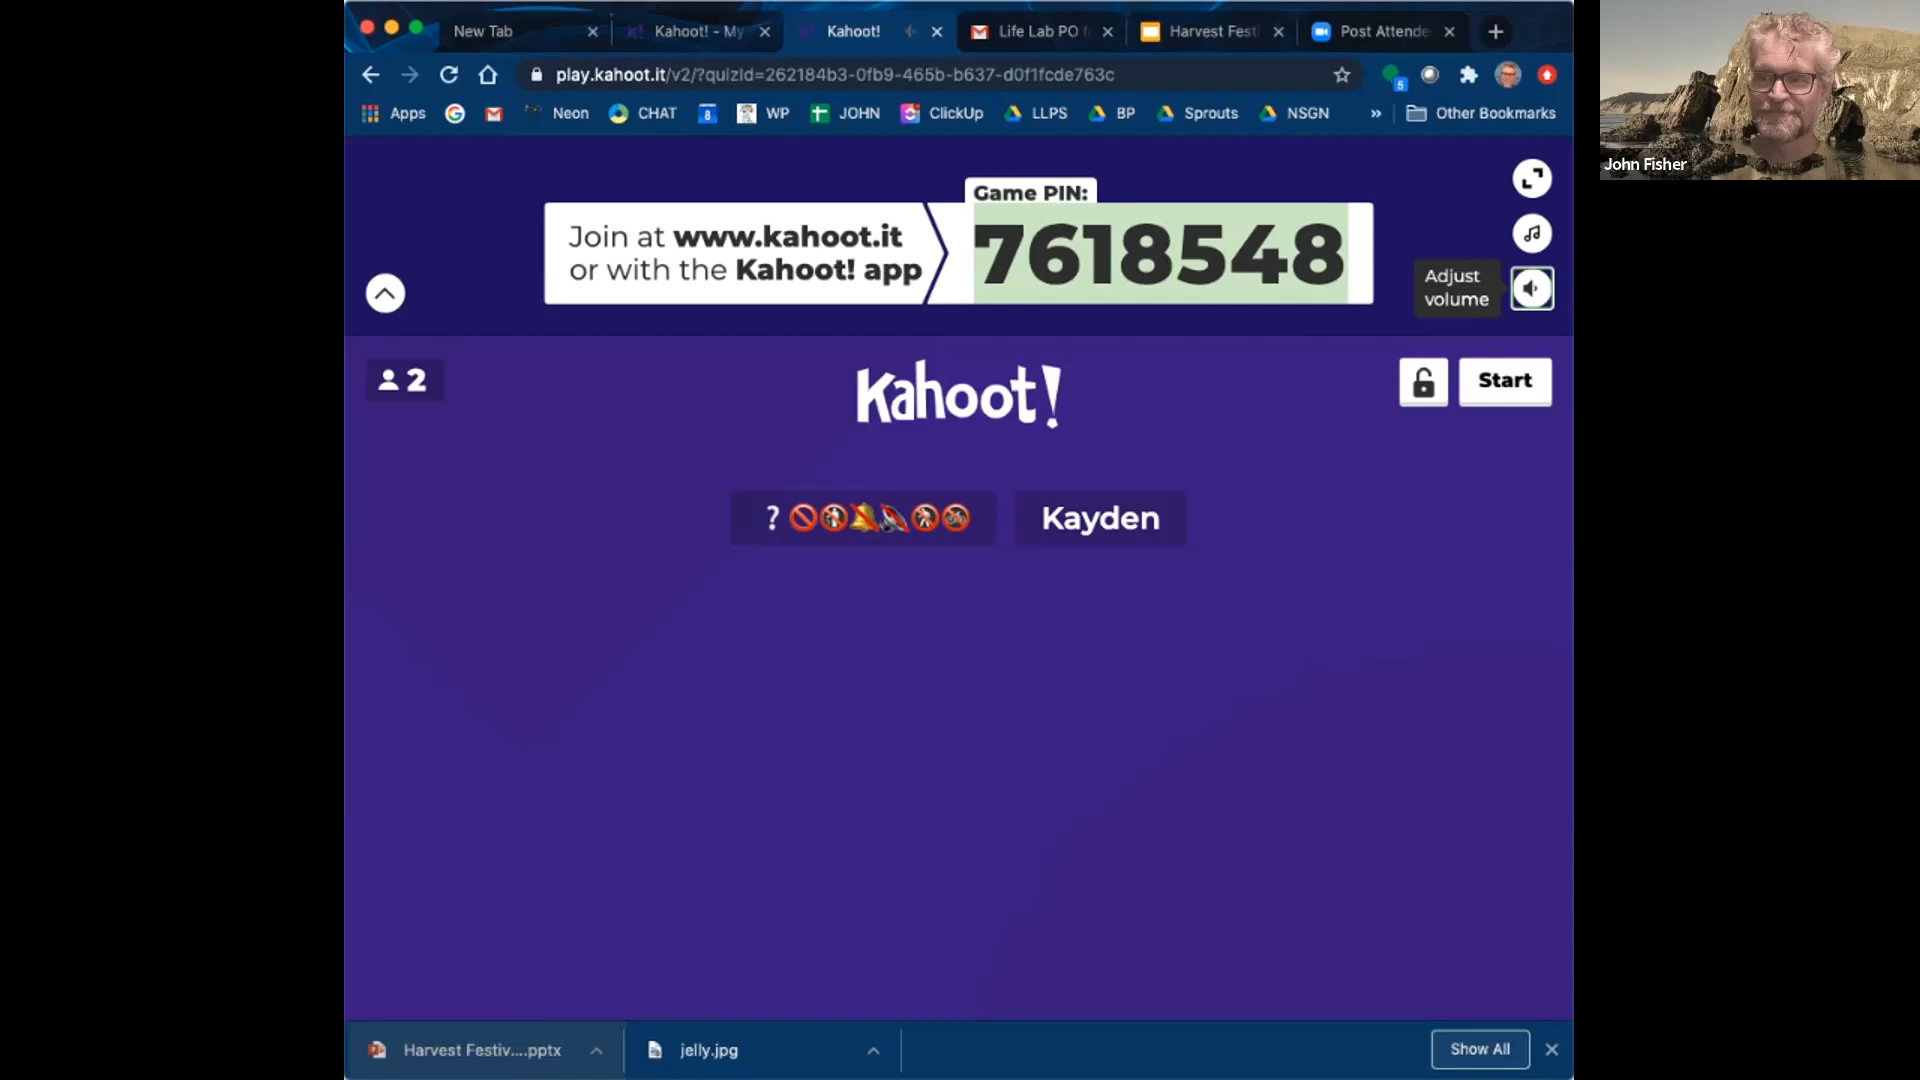 New Tab
Kahoot! - My
Kahoot!
Life Lab PO f
Harvest Festi
Post Attende
play.kahoot.it/v2/?quizId=262184b3-0fb9-465b-b637-d0f1fcde763c
5
Apps
Neon
CHAT
8
WP
JOHN
ClickUp
LLPS
BP
Sprouts
NSGN
»
Other Bookmarks
John Fisher
Game PIN:
Join at www.kahoot.it
or with the Kahoot! app
7618548
Adjust
volume
2
Kahoot!
Start
? 🚫🚷🔕🚭🚯🚳
Kayden
Harvest Festiv....pptx
jelly.jpg
Show All